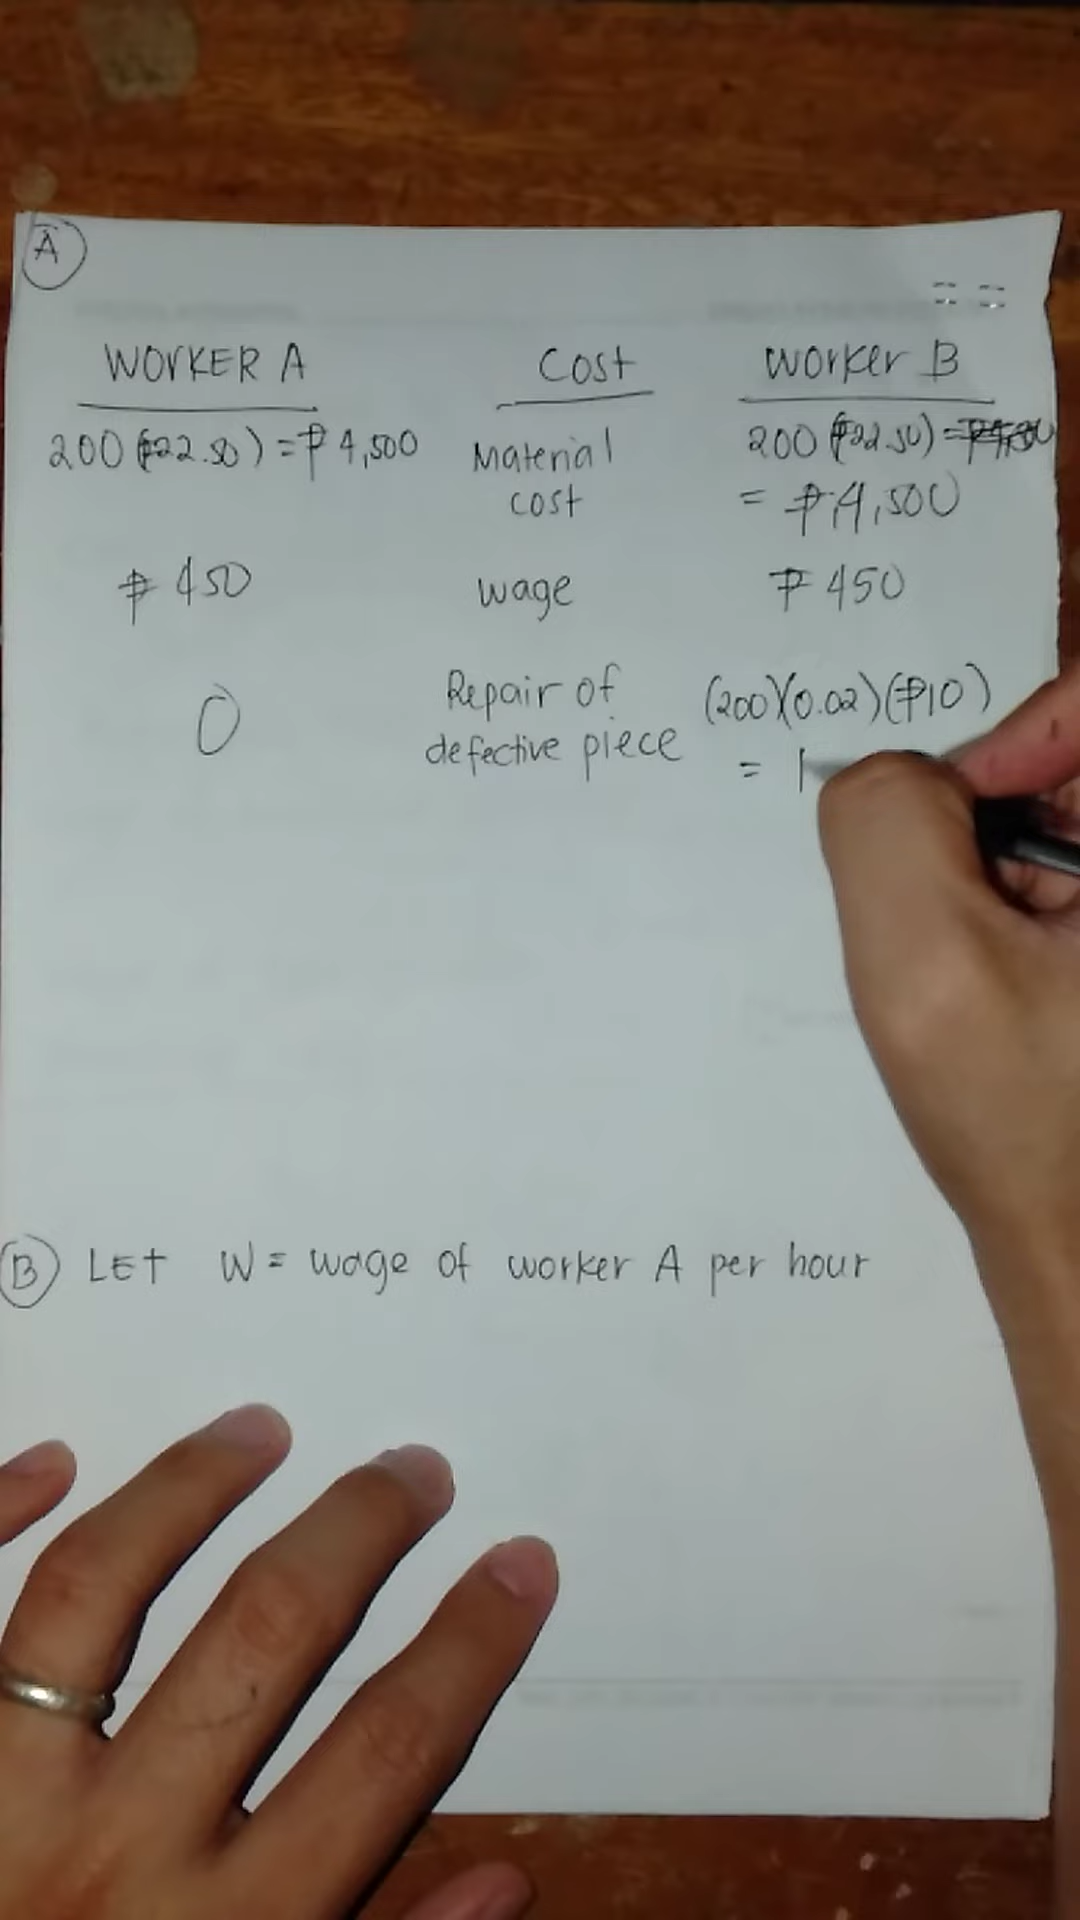 A
WORKER A Cost Worker B
200 (₱22.50) = ₱ 4,500 Material cost 200 (₱22.50) =
= ₱ 4,500
₱ 450 wage ₱ 450
0 Repair of defective piece (200)(0.02)(₱10)
=
B LET W = wage of worker A per hour